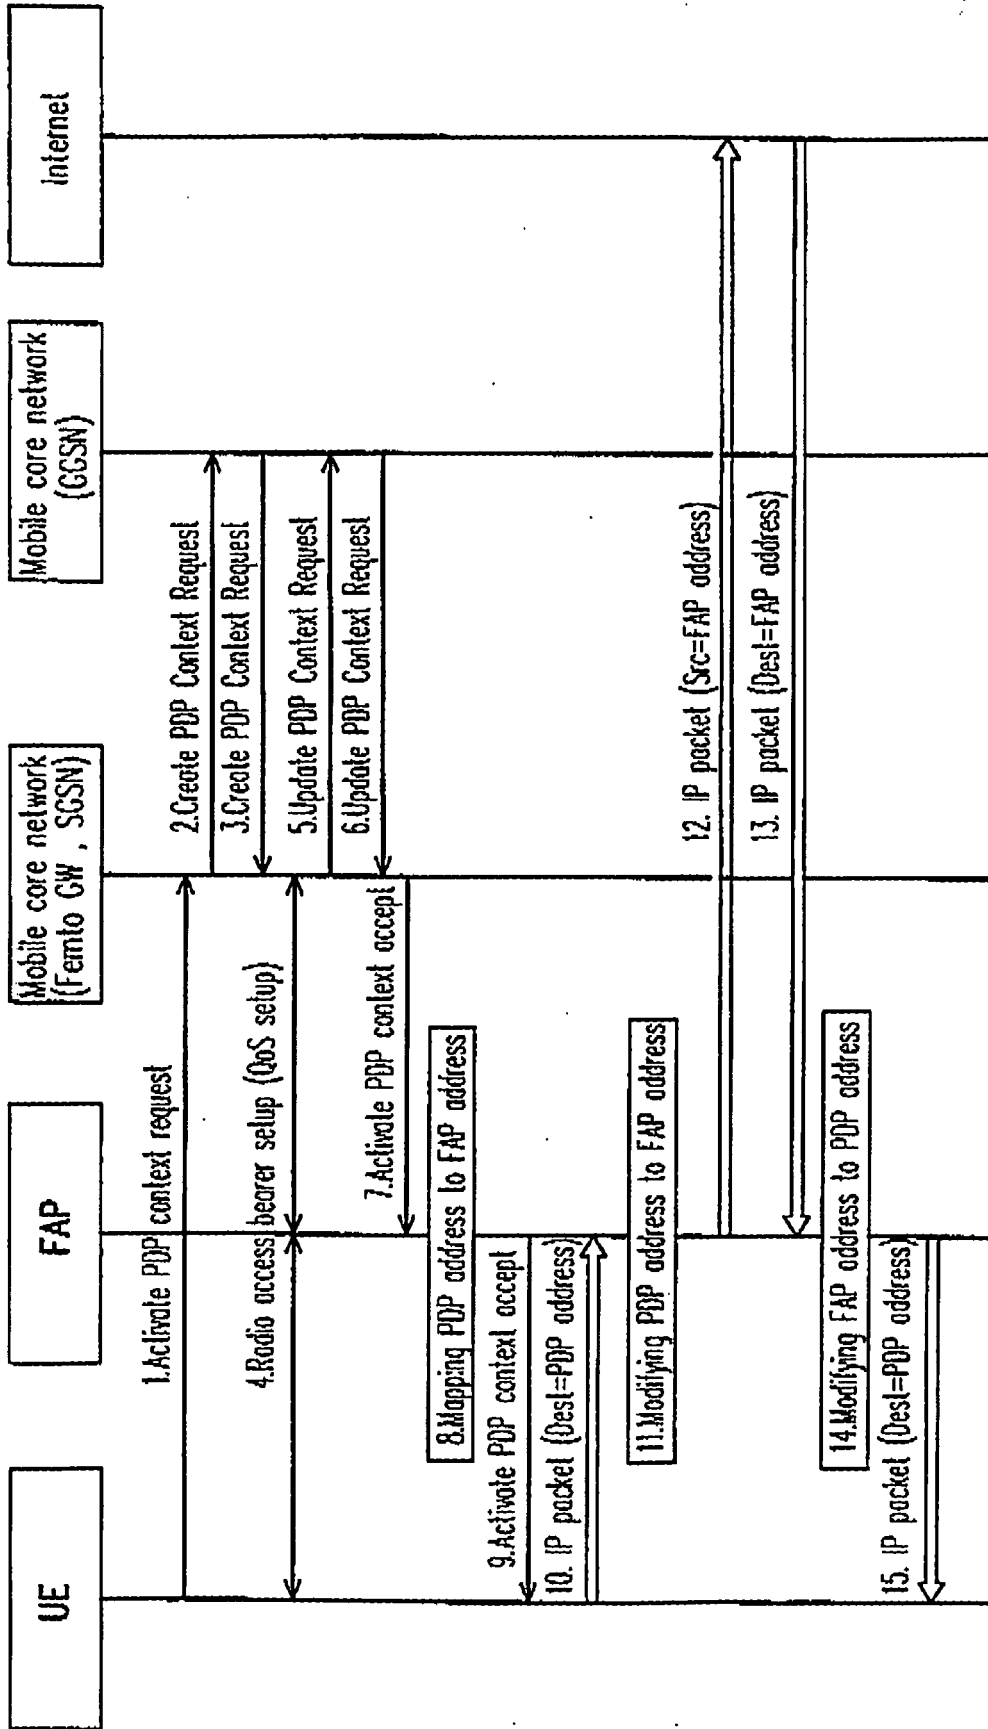 UE
FAP
Mobile core network
(Femto GW , SGSN)
Mobile core network
(GGSN)
Internet
1.Activate PDP context request
2.Create PDP Context Request
3.Create PDP Context Request
4.Radio access bearer setup (QoS setup)
5.Update PDP Context Request
6.Update PDP Context Request
7.Activate PDP context accept
8.Mapping PDP address to FAP address
9.Activate PDP context accept
10. IP packet (Dest=PDP address)
11.Modifying PDP address to FAP address
12. IP packet (Src=FAP address)
13. IP packet (Dest=FAP address)
14.Modifying FAP address to PDP address
15. IP packet (Dest=PDP address)